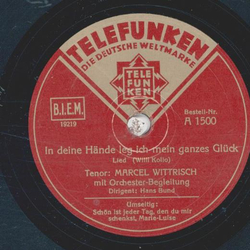 TELEFUNKEN
DIE DEUTSCHE WELTMARKE
TELE
FUN
KEN
B.I.E.M.
19219
Bestell-Nr.
A 1500
In deine Hände leg ich mein ganzes Glück
Lied (Willi Kollo)
Tenor: MARCEL WITTRISCH
mit Orchester-Begleitung
Dirigent: Hans Bund
Umseitig:
Schön ist jeder Tag, den du mir
schenkst, Marie-Luise